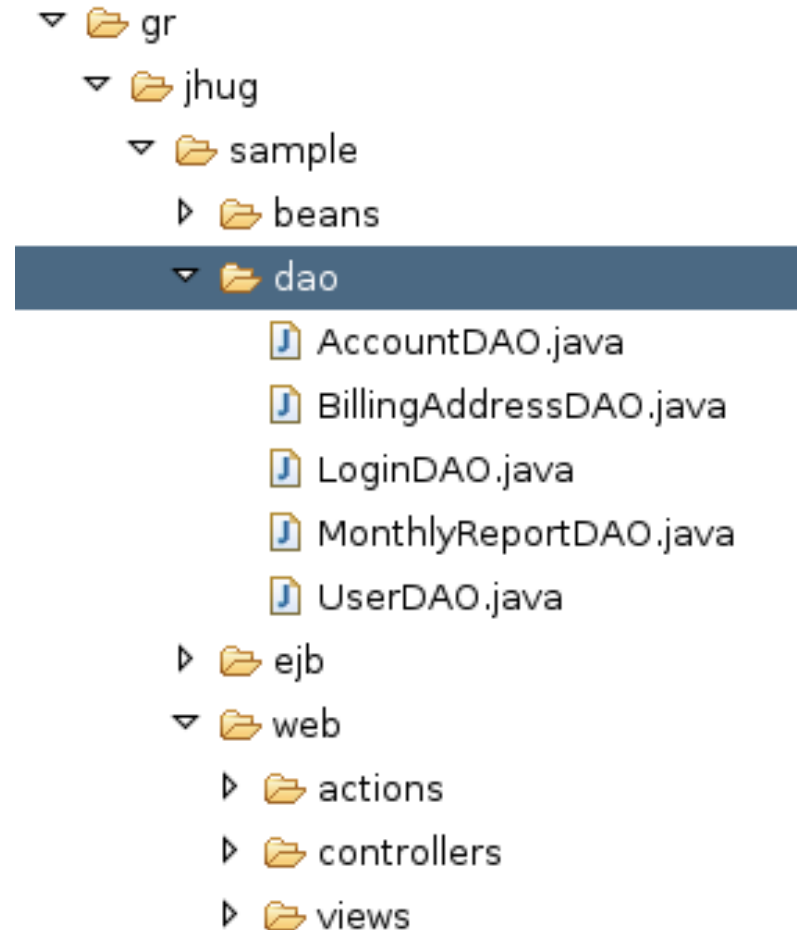 gr
jhug
sample
beans
dao
AccountDAO.java
BillingAddressDAO.java
LoginDAO.java
MonthlyReportDAO.java
UserDAO.java
ejb
web
actions
controllers
views